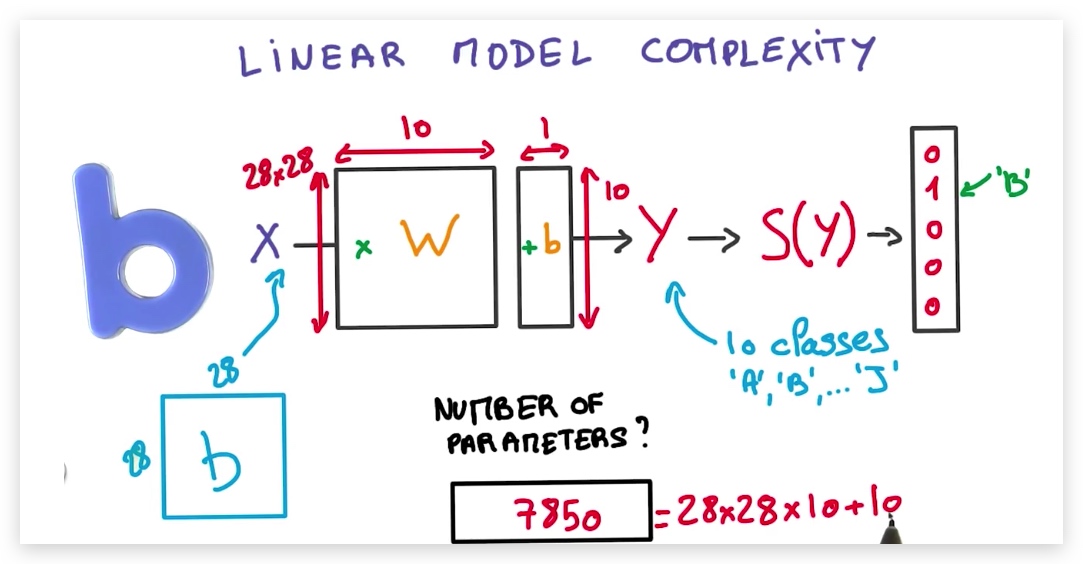 LINEAR MODEL COMPLEXITY
10
1
28x28
X
x W
+ b
10
Y
S(Y)
0
1
0
0
0
'B'
10 classes
'A', 'B', ... 'J'
28
28
b
NUMBER OF
PARAMETERS?
7850 = 28x28x10+10